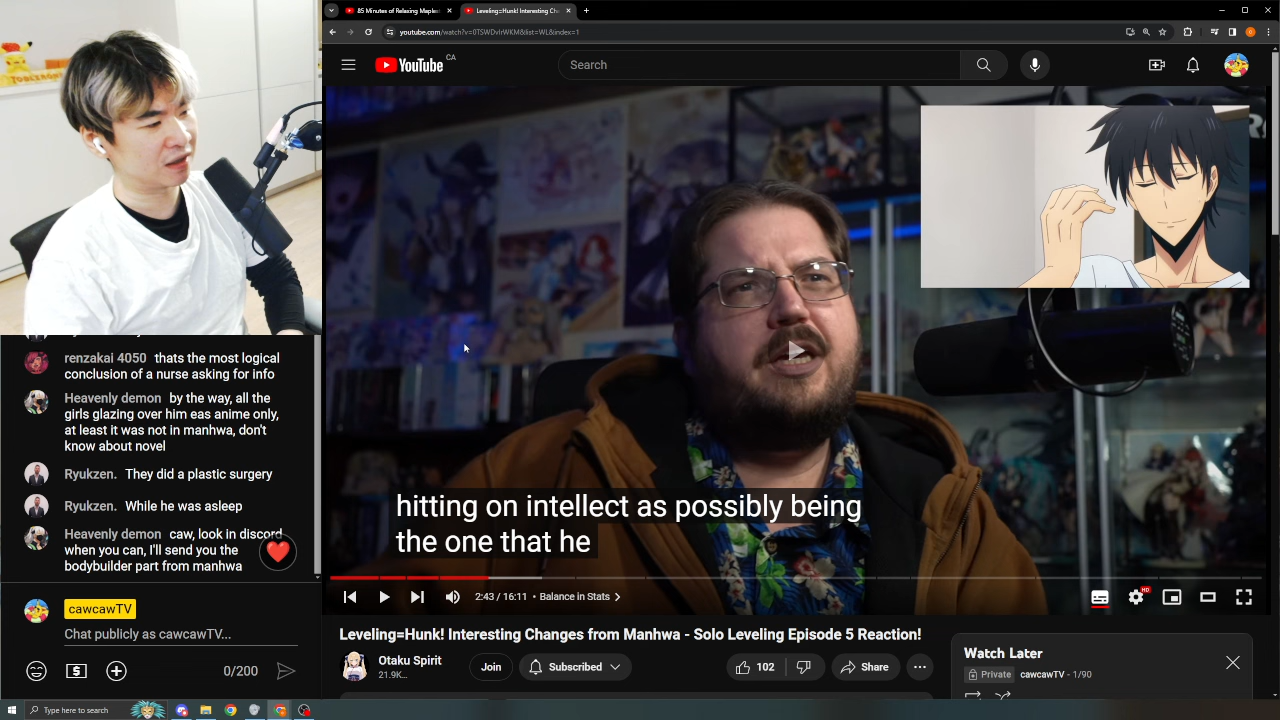 85 Minutes of Relaxing Maples
Leveling=Hunk! Interesting Cha
youtube.com/watch?v=0TSWDvlrWKM&list=WL&index=1
YouTube CA
Search
renzakai 4050 thats the most logical
conclusion of a nurse asking for info
Heavenly demon by the way, all the
girls glazing over him eas anime only,
at least it was not in manhwa, don't
know about novel
Ryukzen. They did a plastic surgery
Ryukzen. While he was asleep
Heavenly demon caw, look in discord
when you can, I'll send you the
bodybuilder part from manhwa
cawcawTV
Chat publicly as cawcawTV...
0/200
hitting on intellect as possibly being
the one that he
2:43 / 16:11 • Balance in Stats
HD
Leveling=Hunk! Interesting Changes from Manhwa - Solo Leveling Episode 5 Reaction!
Otaku Spirit
21.9K...
Join
Subscribed
102
Share
Watch Later
Private cawcawTV - 1/90
Type here to search